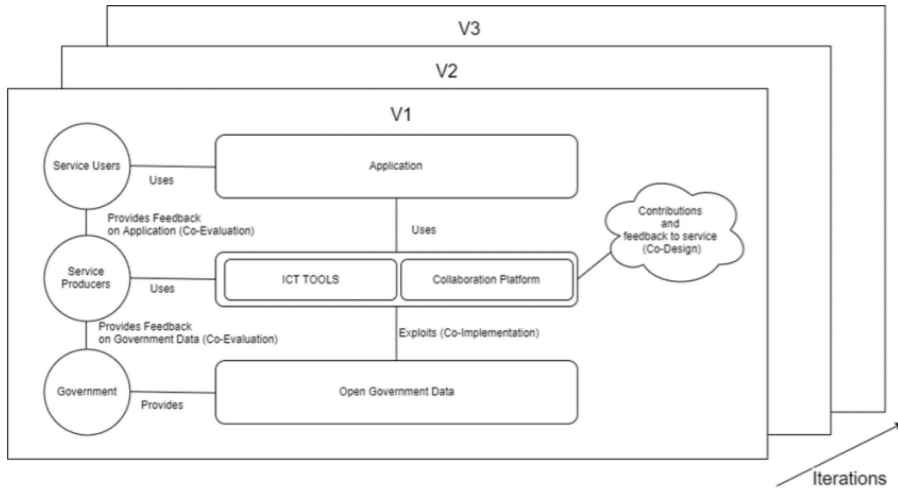 V3
V2
V1
Service Users
Uses
Application
Provides Feedback
on Application (Co-Evaluation)
Uses
Contributions
and
feedback to service
(Co-Design)
Service
Producers
Uses
ICT TOOLS
Collaboration Platform
Provides Feedback
on Government Data (Co-Evaluation)
Exploits (Co-Implementation)
Government
Provides
Open Government Data
Iterations